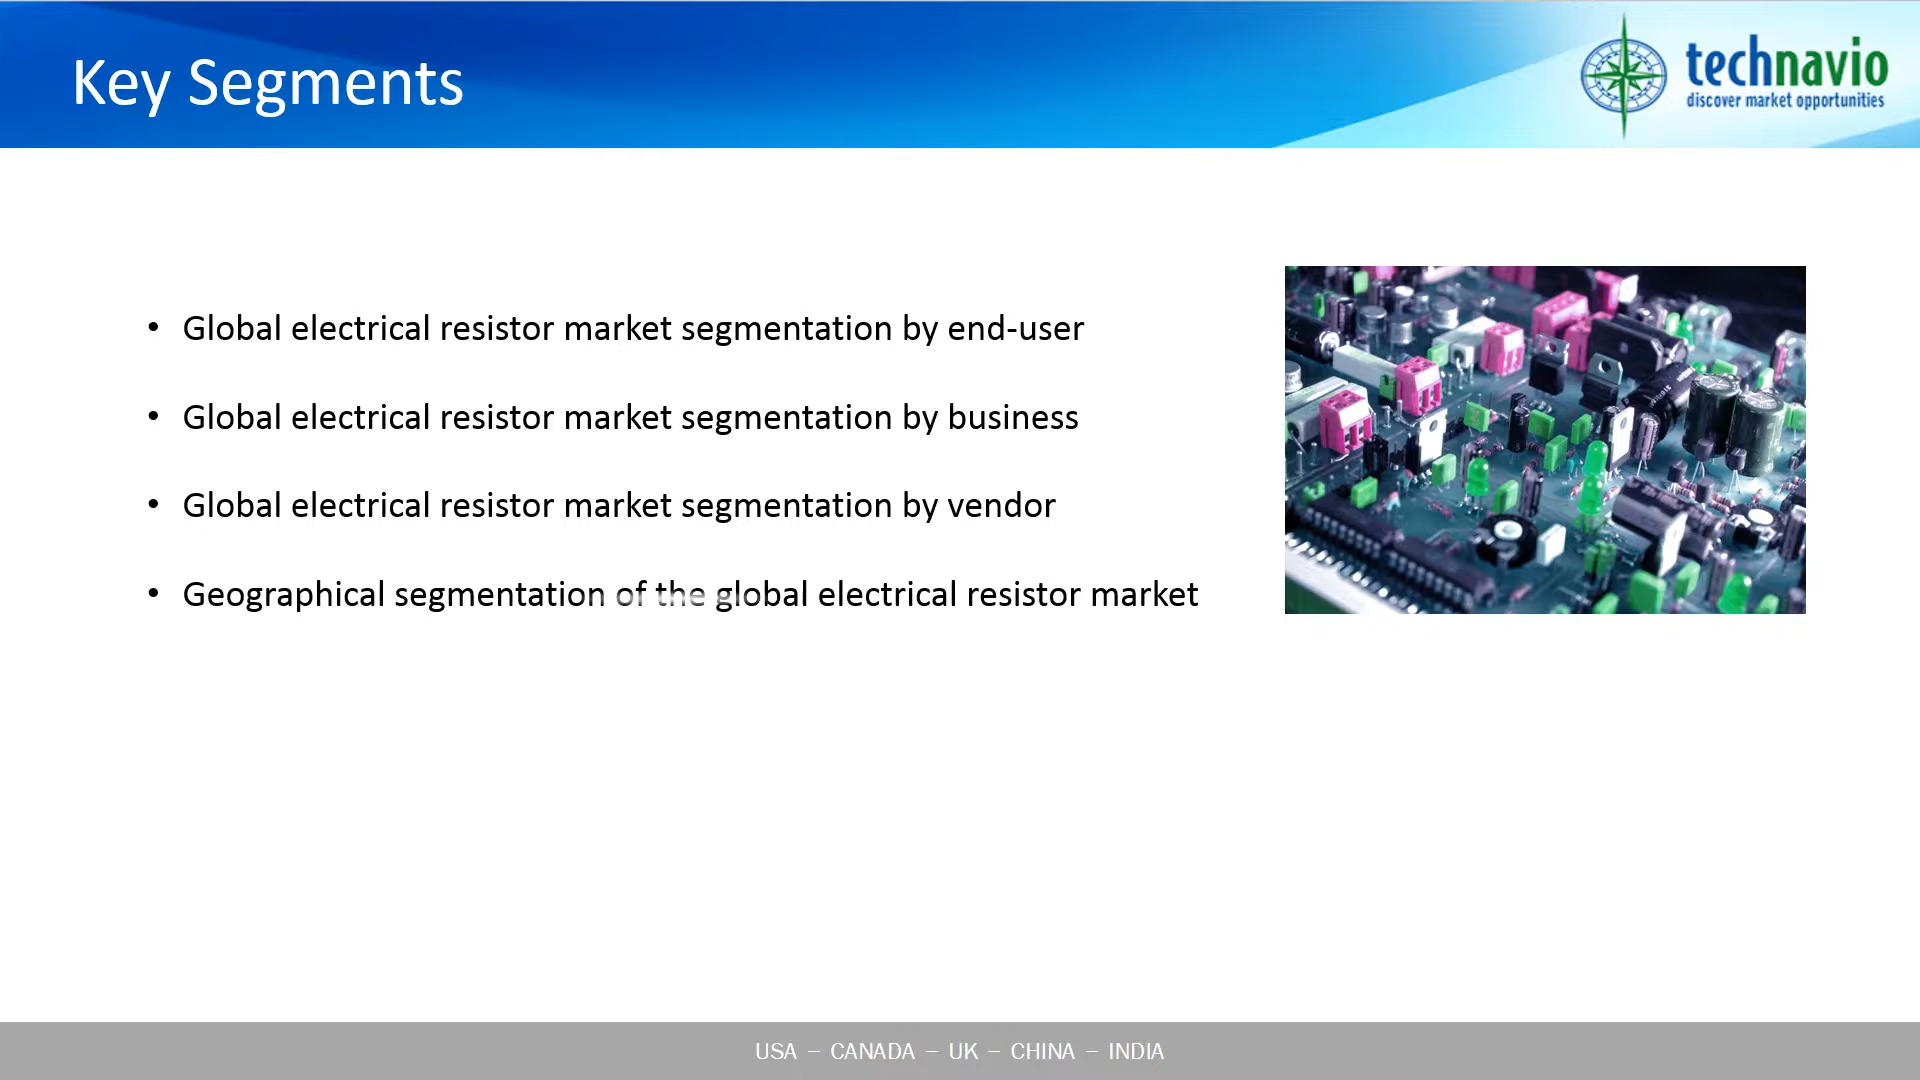 Key Segments
technavio
discover market opportunities
• Global electrical resistor market segmentation by end-user
• Global electrical resistor market segmentation by business
• Global electrical resistor market segmentation by vendor
• Geographical segmentation of the global electrical resistor market
USA – CANADA – UK – CHINA – INDIA